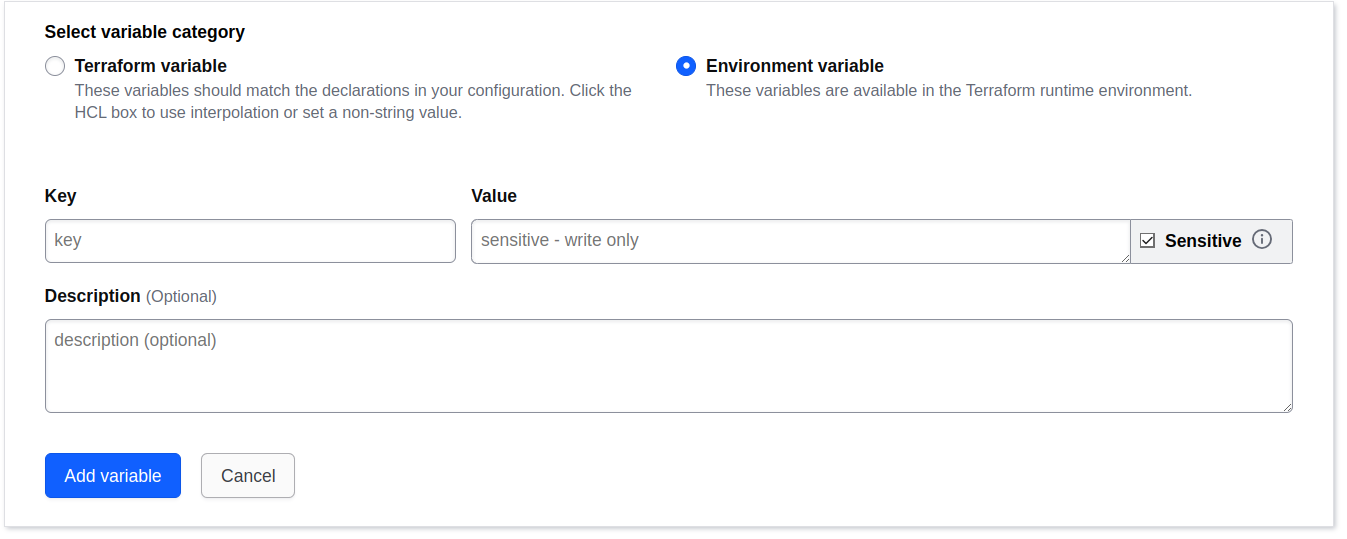 Select variable category
Terraform variable
These variables should match the declarations in your configuration. Click the
HCL box to use interpolation or set a non-string value.
Environment variable
These variables are available in the Terraform runtime environment.
Key
key
Value
sensitive - write only
Sensitive
Description (Optional)
description (optional)
Add variable
Cancel